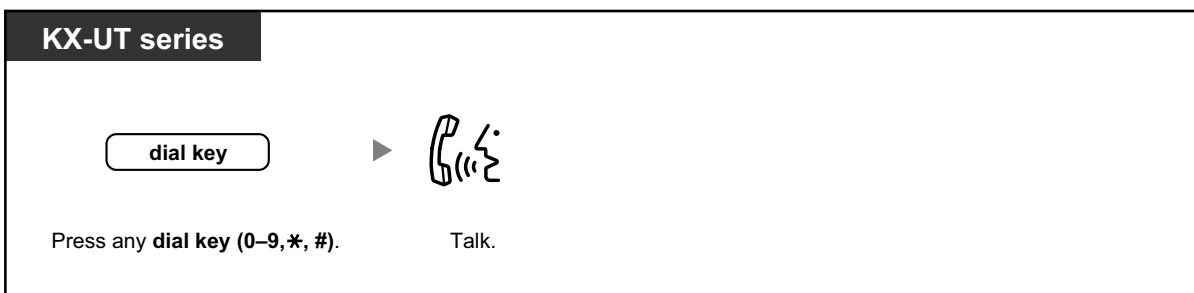 KX-UT series
dial key
Press any dial key (0–9, *, #). Talk.